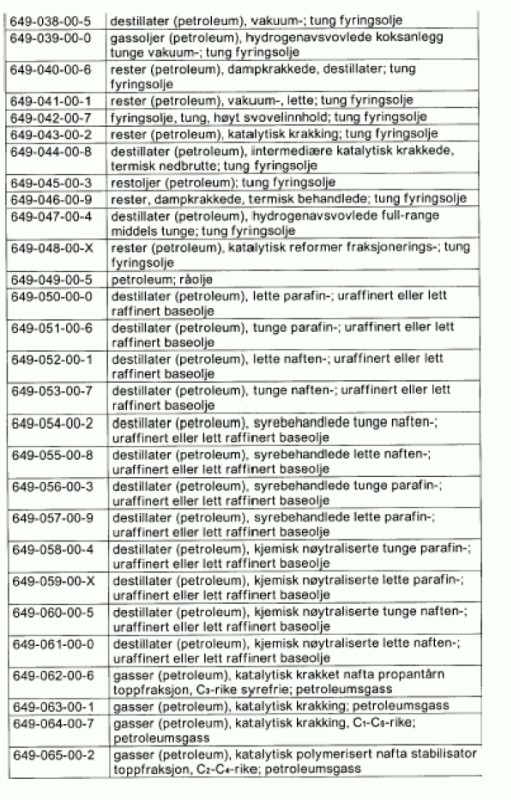 649-038-00-5 destillater (petroleum), vakuum-; tung fyringsolje
649-039-00-0 gassoljer (petroleum), hydrogenavsvovlede koksanlegg
tunge vakuum-; tung fyringsolje
649-040-00-6 rester (petroleum), dampkrakkede, destillater; tung
fyringsolje
649-041-00-1 rester (petroleum), vakuum-, lette; tung fyringsolje
649-042-00-7 fyringsolje, tung, høyt svovelinnhold; tung fyringsolje
649-043-00-2 rester (petroleum), katalytisk krakking; tung fyringsolje
649-044-00-8 destillater (petroleum), intermediære katalytisk krakkede,
termisk nedbrutte; tung fyringsolje
649-045-00-3 restoljer (petroleum); tung fyringsolje
649-046-00-9 rester, dampkrakkede, termisk behandlede; tung fyringsolje
649-047-00-4 destillater (petroleum), hydrogenavsvovlede full-range
middels tunge; tung fyringsolje
649-048-00-X rester (petroleum), katalytisk reformer fraksjonerings-; tung
fyringsolje
649-049-00-5 petroleum; råolje
649-050-00-0 destillater (petroleum), lette parafin-; uraffinert eller lett
raffinert baseolje
649-051-00-6 destillater (petroleum), tunge parafin-; uraffinert eller lett
raffinert baseolje
649-052-00-1 destillater (petroleum), lette naften-; uraffinert eller lett
raffinert baseolje
649-053-00-7 destillater (petroleum), tunge naften-; uraffinert eller lett
raffinert baseolje
649-054-00-2 destillater (petroleum), syrebehandlede tunge naften-;
uraffinert eller lett raffinert baseolje
649-055-00-8 destillater (petroleum), syrebehandlede lette naften-;
uraffinert eller lett raffinert baseolje
649-056-00-3 destillater (petroleum), syrebehandlede tunge parafin-;
uraffinert eller lett raffinert baseolje
649-057-00-9 destillater (petroleum), syrebehandlede lette parafin-;
uraffinert eller lett raffinert baseolje
649-058-00-4 destillater (petroleum), kjemisk nøytraliserte tunge parafin-;
uraffinert eller lett raffinert baseolje
649-059-00-X destillater (petroleum), kjemisk nøytraliserte lette parafin-;
uraffinert eller lett raffinert baseolje
649-060-00-5 destillater (petroleum), kjemisk nøytraliserte tunge naften-;
uraffinert eller lett raffinert baseolje
649-061-00-0 destillater (petroleum), kjemisk nøytraliserte lette naften-;
uraffinert eller lett raffinert baseolje
649-062-00-6 gasser (petroleum), katalytisk krakket nafta propantårn
toppfraksjon, C₃-rike syrefrie; petroleumsgass
649-063-00-1 gasser (petroleum), katalytisk krakking; petroleumsgass
649-064-00-7 gasser (petroleum), katalytisk krakking, C₁-C₅-rike;
petroleumsgass
649-065-00-2 gasser (petroleum), katalytisk polymerisert nafta stabilisator
toppfraksjon, C₂-C₄-rike; petroleumsgass